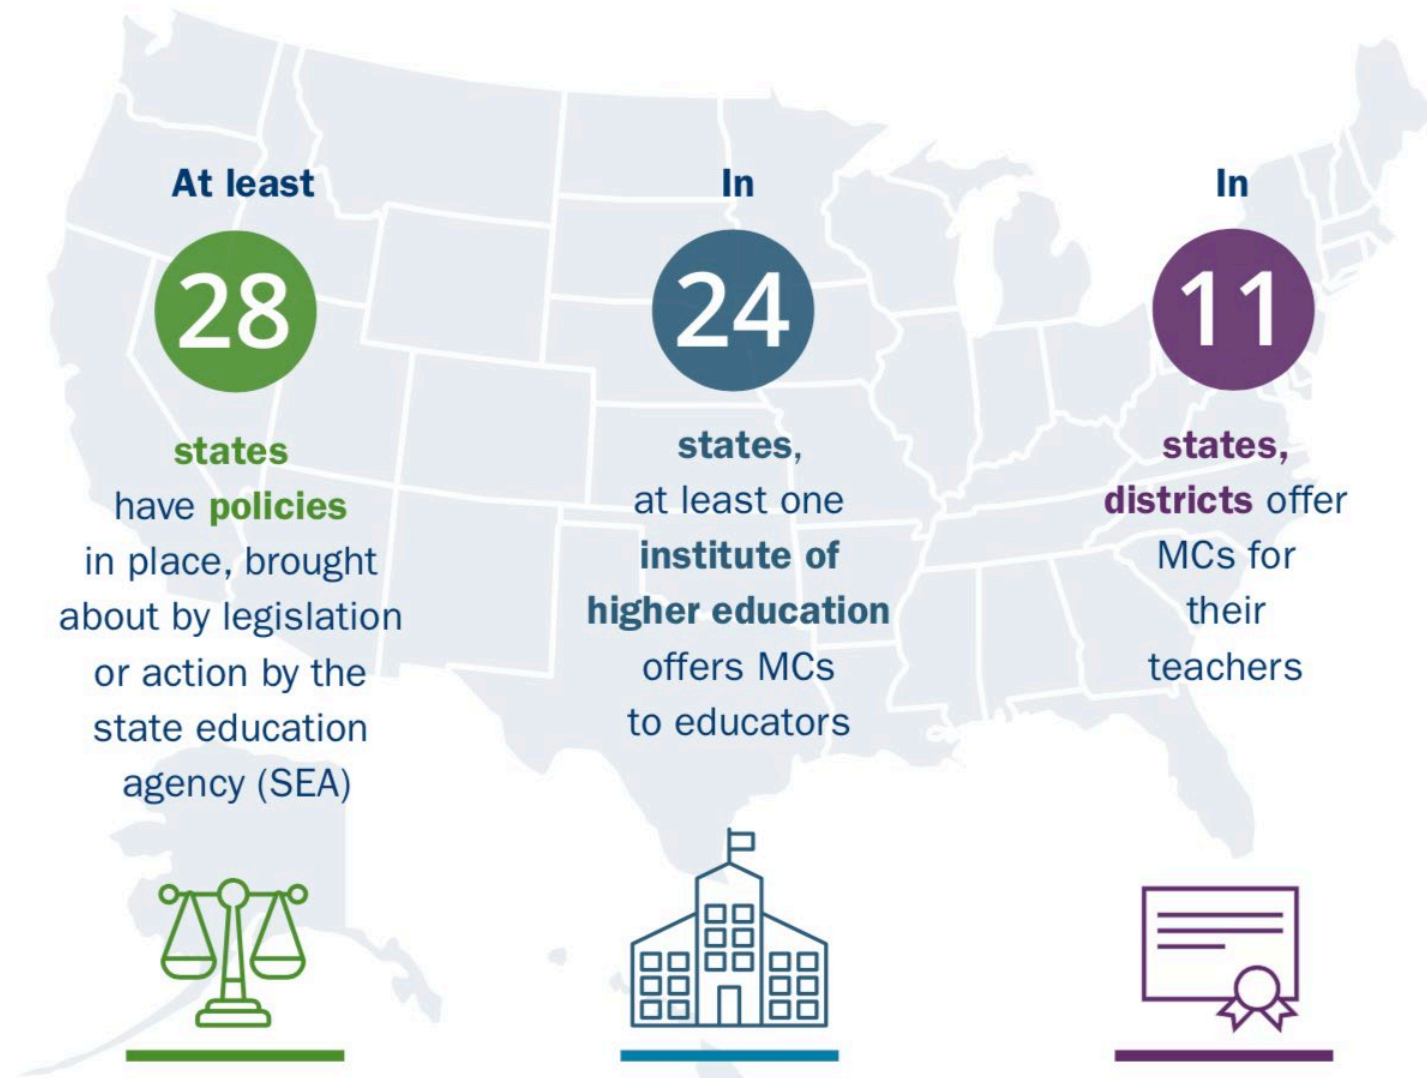 At least
28
states
have policies
in place, brought
about by legislation
or action by the
state education
agency (SEA)
In
24
states,
at least one
institute of
higher education
offers MCs
to educators
In
11
states,
districts offer
MCs for
their
teachers